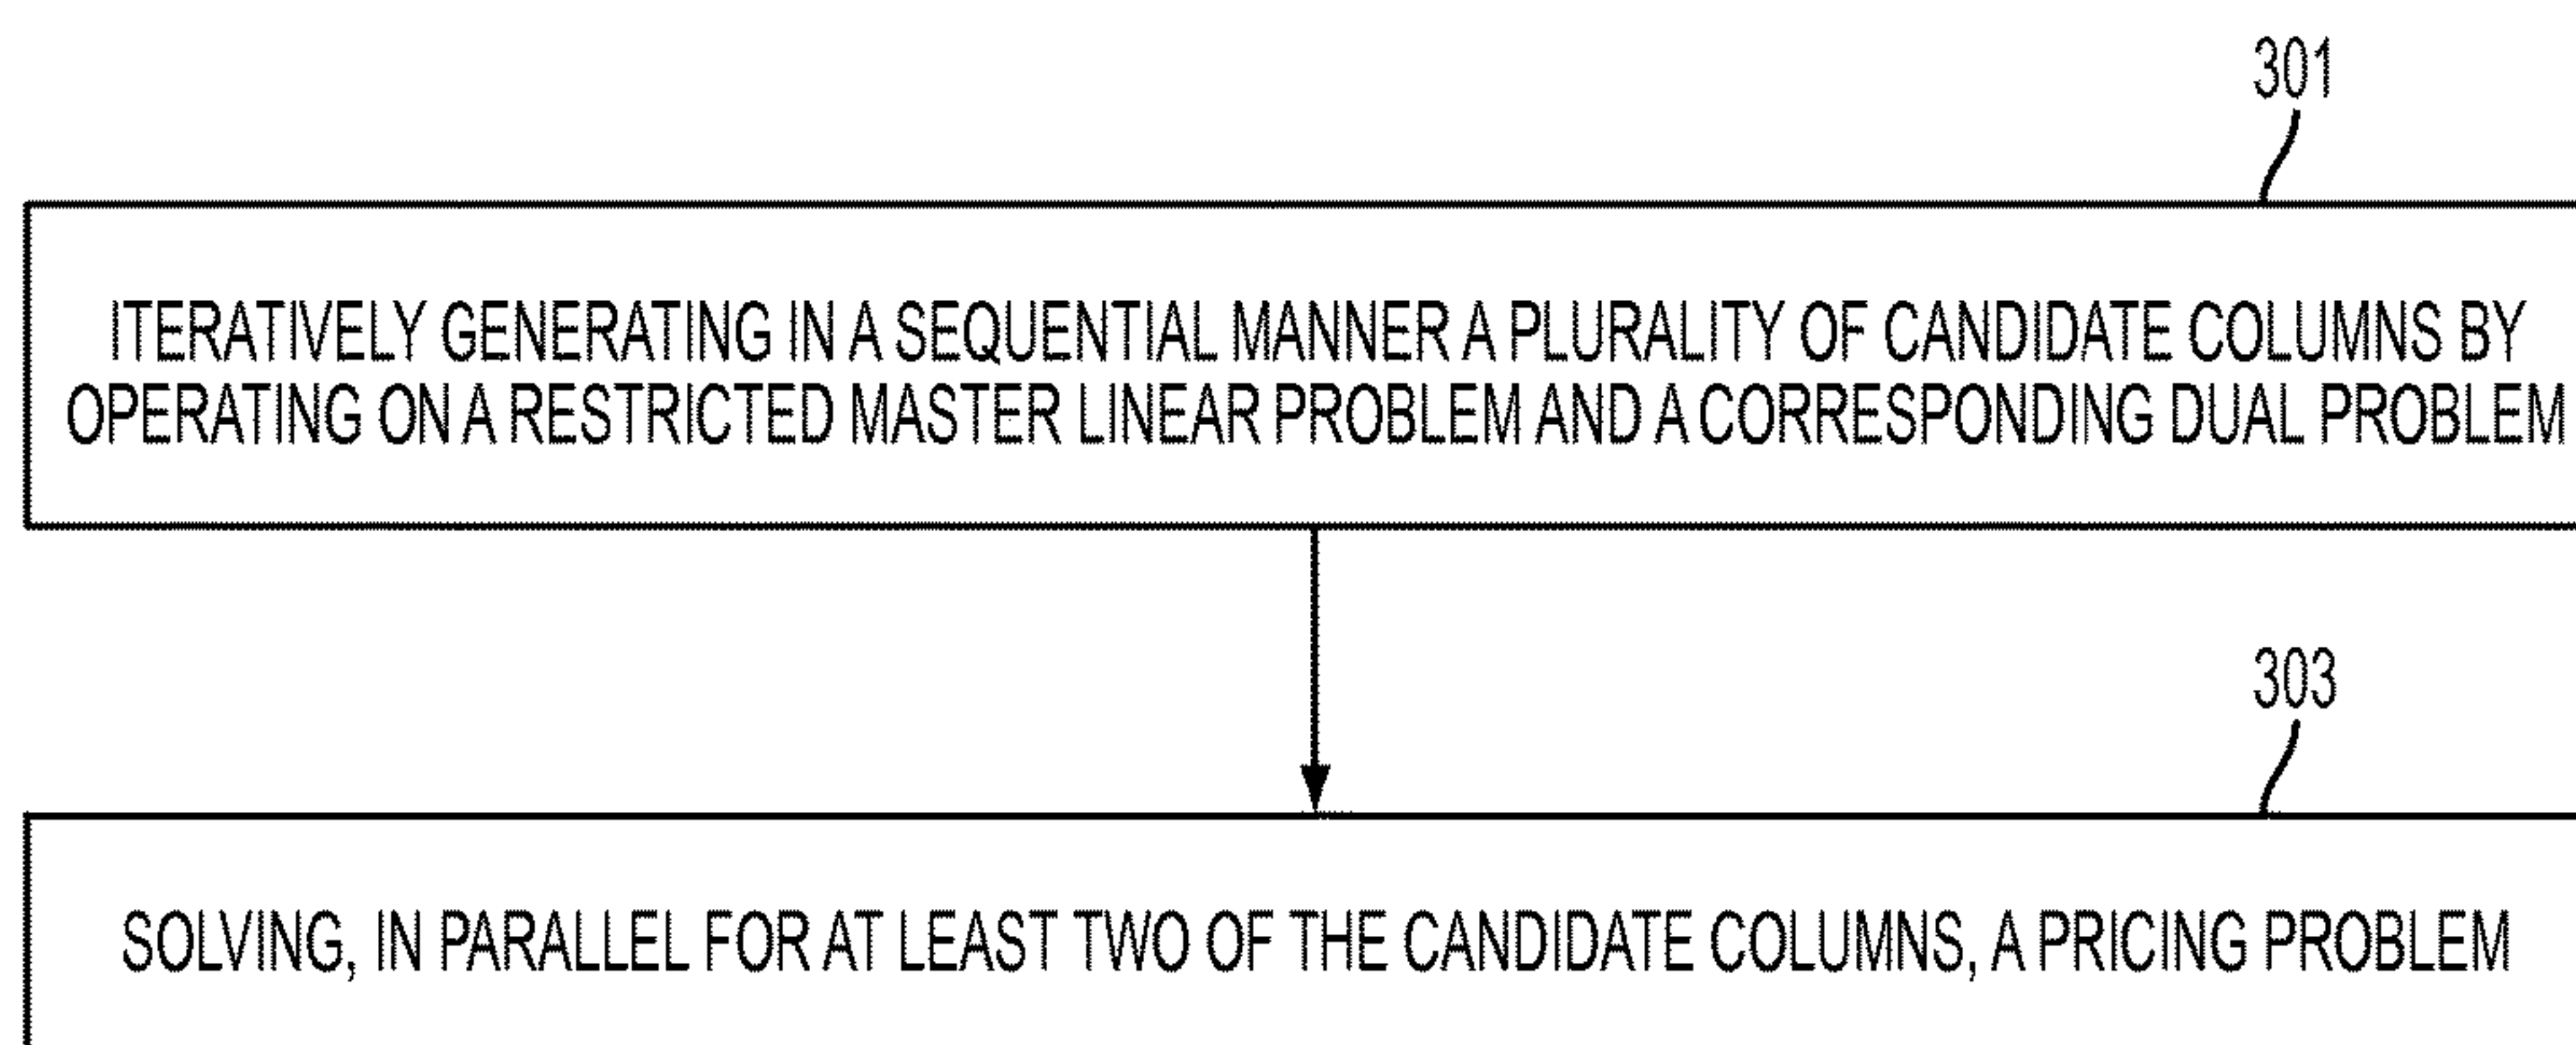 301
ITERATIVELY GENERATING IN A SEQUENTIAL MANNER A PLURALITY OF CANDIDATE COLUMNS BY
OPERATING ON A RESTRICTED MASTER LINEAR PROBLEM AND A CORRESPONDING DUAL PROBLEM
303
SOLVING, IN PARALLEL FOR AT LEAST TWO OF THE CANDIDATE COLUMNS, A PRICING PROBLEM